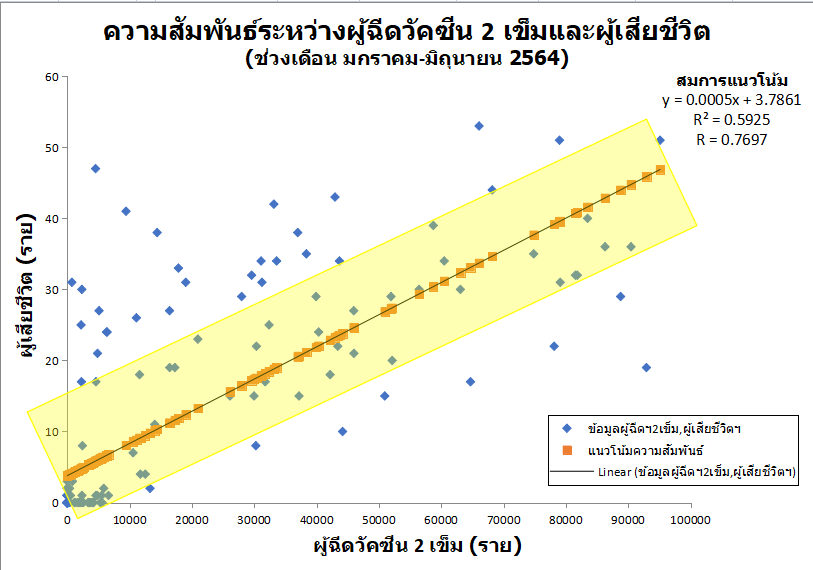 ความสัมพันธ์ระหว่างผู้ฉีดวัคซีน 2 เข็มและผู้เสียชีวิต
(ช่วงเดือน มกราคม-มิถุนายน 2564)
สมการแนวโน้ม
y = 0.0005x + 3.7861
R² = 0.5925
R = 0.7697
60
50
40
30
20
10
0
ผู้เสียชีวิต (ราย)
0 10000 20000 30000 40000 50000 60000 70000 80000 90000 100000
ผู้ฉีดวัคซีน 2 เข็ม (ราย)
ข้อมูลผู้ฉีดฯ2เข็ม,ผู้เสียชีวิตฯ
แนวโน้มความสัมพันธ์
Linear (ข้อมูลผู้ฉีดฯ2เข็ม,ผู้เสียชีวิตฯ)